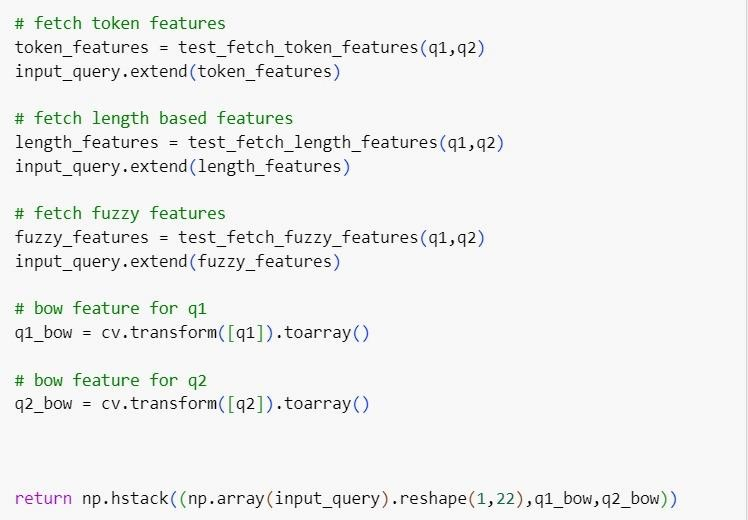 # fetch token features
token_features = test_fetch_token_features(q1,q2)
input_query.extend(token_features)
# fetch length based features
length_features = test_fetch_length_features(q1,q2)
input_query.extend(length_features)
# fetch fuzzy features
fuzzy_features = test_fetch_fuzzy_features(q1,q2)
input_query.extend(fuzzy_features)
# bow feature for q1
q1_bow = cv.transform([q1]).toarray()
# bow feature for q2
q2_bow = cv.transform([q2]).toarray()
return np.hstack((np.array(input_query).reshape(1,22),q1_bow,q2_bow))